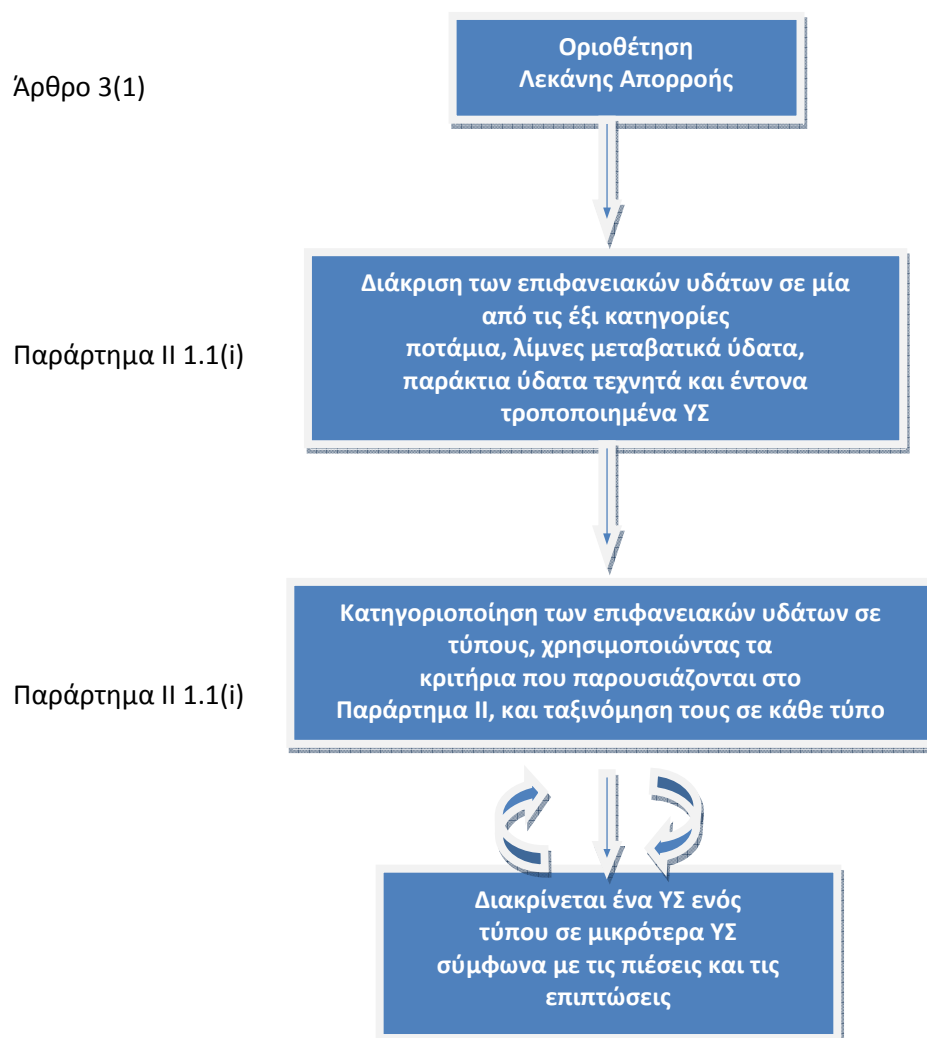 Άρθρο 3(1)
Οριοθέτηση
Λεκάνης Απορροής
Παράρτημα ΙΙ 1.1(i)
Διάκριση των επιφανειακών υδάτων σε μία
από τις έξι κατηγορίες
ποτάμια, λίμνες μεταβατικά ύδατα,
παράκτια ύδατα τεχνητά και έντονα
τροποποιημένα ΥΣ
Παράρτημα ΙΙ 1.1(i)
Κατηγοριοποίηση των επιφανειακών υδάτων σε
τύπους, χρησιμοποιώντας τα
κριτήρια που παρουσιάζονται στο
Παράρτημα ΙΙ, και ταξινόμηση τους σε κάθε τύπο
Διακρίνεται ένα ΥΣ ενός
τύπου σε μικρότερα ΥΣ
σύμφωνα με τις πιέσεις και τις
επιπτώσεις